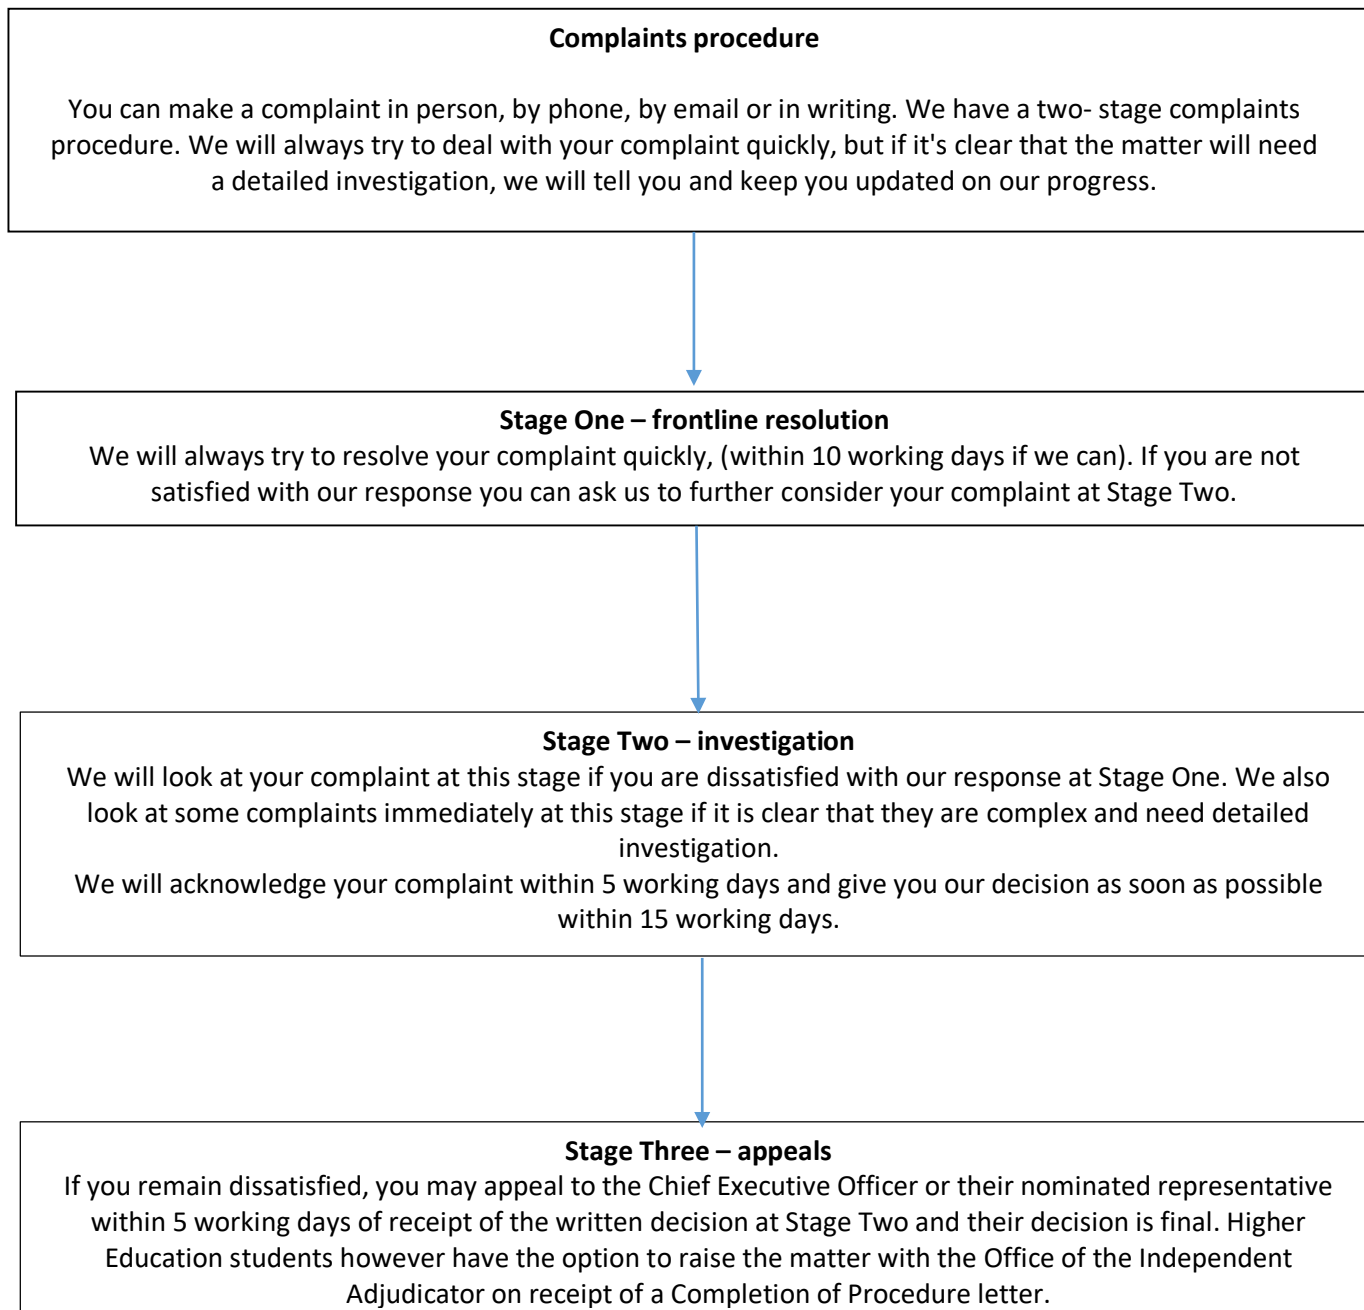 Complaints procedure
You can make a complaint in person, by phone, by email or in writing. We have a two- stage complaints
procedure. We will always try to deal with your complaint quickly, but if it's clear that the matter will need
a detailed investigation, we will tell you and keep you updated on our progress.
Stage One – frontline resolution
We will always try to resolve your complaint quickly, (within 10 working days if we can). If you are not
satisfied with our response you can ask us to further consider your complaint at Stage Two.
Stage Two – investigation
We will look at your complaint at this stage if you are dissatisfied with our response at Stage One. We also
look at some complaints immediately at this stage if it is clear that they are complex and need detailed
investigation.
We will acknowledge your complaint within 5 working days and give you our decision as soon as possible
within 15 working days.
Stage Three – appeals
If you remain dissatisfied, you may appeal to the Chief Executive Officer or their nominated representative
within 5 working days of receipt of the written decision at Stage Two and their decision is final. Higher
Education students however have the option to raise the matter with the Office of the Independent
Adjudicator on receipt of a Completion of Procedure letter.